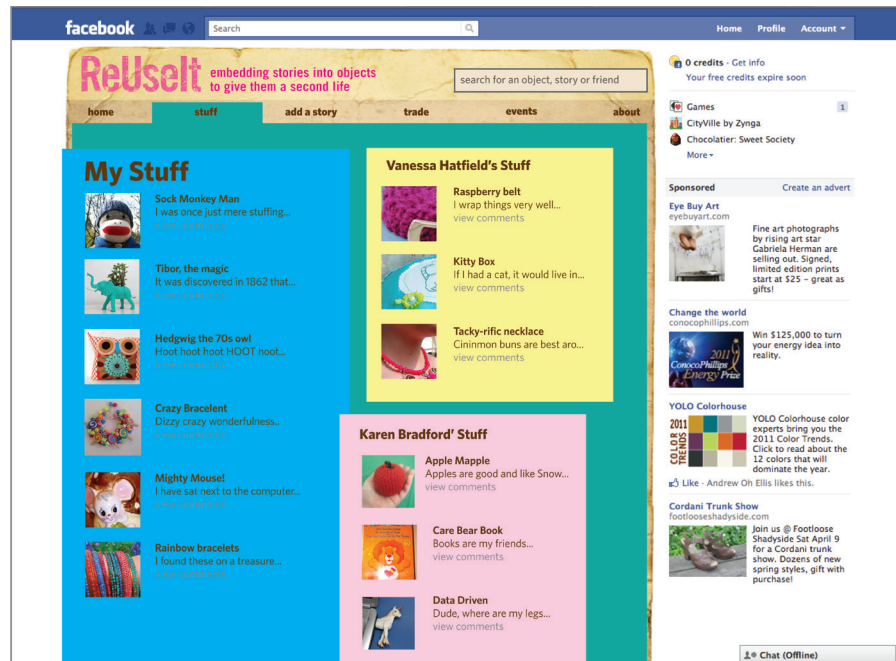 facebook
Search
Home Profile Account
ReUseIt
embedding stories into objects
to give them a second life
search for an object, story or friend
home stuff add a story trade events about
My Stuff
Sock Monkey Man
I was once just mere stuffing...
Tibor, the magic
It was discovered in 1862 that...
Hedgwig the 70s owl
Hoot hoot hoot HOOT hoot...
Crazy Bracelent
Dizzy crazy wonderfulness..
Mighty Mouse!
I have sat next to the computer...
Rainbow bracelets
I found these on a treasure...
Vanessa Hatfield's Stuff
Raspberry belt
I wrap things very well...
view comments
Kitty Box
If I had a cat, it would live in...
view comments
Tacky-rific necklace
Cininmon buns are best aro...
view comments
Karen Bradford' Stuff
Apple Mapple
Apples are good and like Snow...
view comments
Care Bear Book
Books are my friends...
view comments
Data Driven
Dude, where are my legs...
view comments
0 credits - Get info
Your free credits expire soon
Games 1
CityVille by Zynga
Chocolatier: Sweet Society
More
Sponsored Create an advert
Eye Buy Art
eyebuyart.com
Fine art photographs
by rising art star
Gabriela Herman are
selling out. Signed,
limited edition prints
start at $25 – great as
gifts!
Change the world
conocophillips.com
2011
ConocoPhillips
Energy Prize
Win $125,000 to turn
your energy idea into
reality.
YOLO Colorhouse
2011
COLOR
TRENDS
YOLO Colorhouse color
experts bring you the
2011 Color Trends.
Click to read about the
12 colors that will
dominate the year.
Like · Andrew Oh Ellis likes this.
Cordani Trunk Show
footlooseshadyside.com
Join us @ Footloose
Shadyside Sat April 9
for a Cordani trunk
show. Dozens of new
spring styles, gift with
purchase!
Chat (Offline)